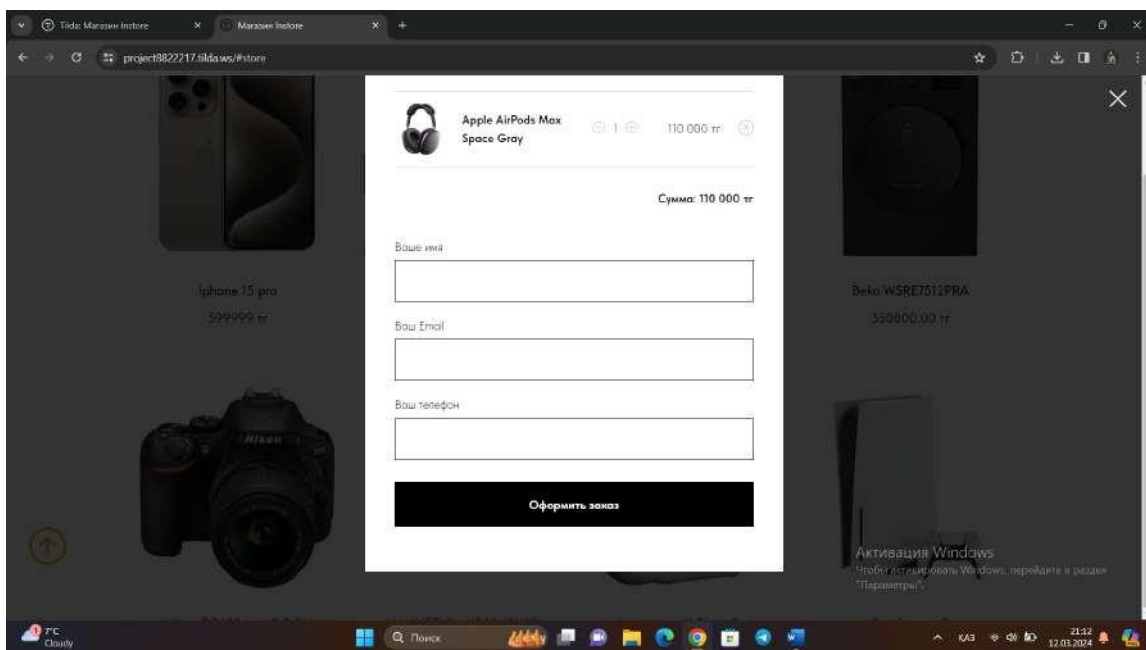 Tilda: Магазин Instore
Магазин Instore
project8822217.tilda.ws/#store
Apple AirPods Max
Space Gray
1
110 000 тг
Сумма: 110 000 тг
Ваше имя
Iphone 15 pro
599999 тг
Beko WSRE7512PRA
350000,00 тг
Ваш Email
Ваш телефон
Nikon
Оформить заказ
Активация Windows
Чтобы активировать Windows, перейдите в раздел
"Параметры".
7°C
Cloudy
Поиск
ҚАЗ
21:12
12.03.2024